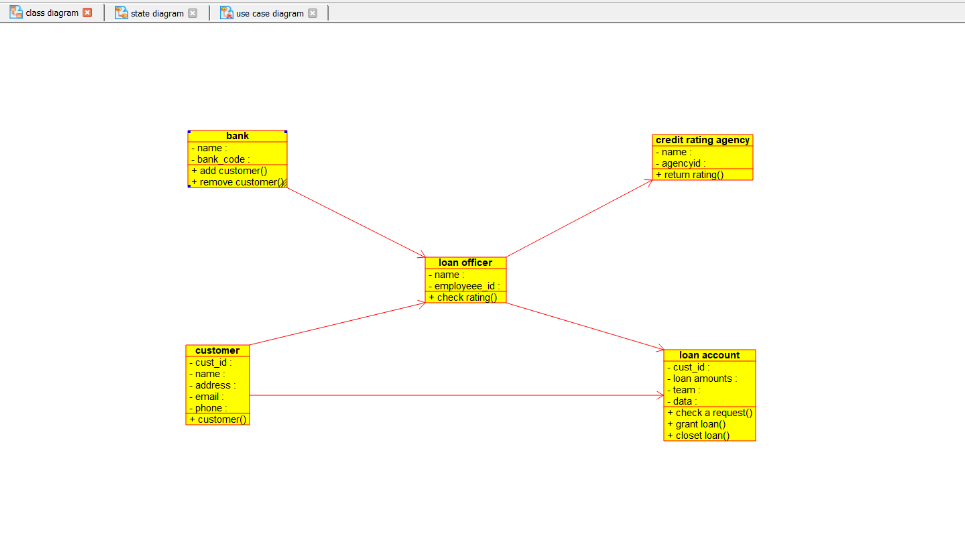 class diagram
state diagram
use case diagram
bank
- name :
- bank_code :
+ add customer()
+ remove customer()
credit rating agency
- name :
- agencyid :
+ return rating()
loan officer
- name :
- employeee_id :
+ check rating()
customer
- cust_id :
- name :
- address :
- email :
- phone :
+ customer()
loan account
- cust_id :
- loan amounts :
- team :
- data :
+ check a request()
+ grant loan()
+ closet loan()